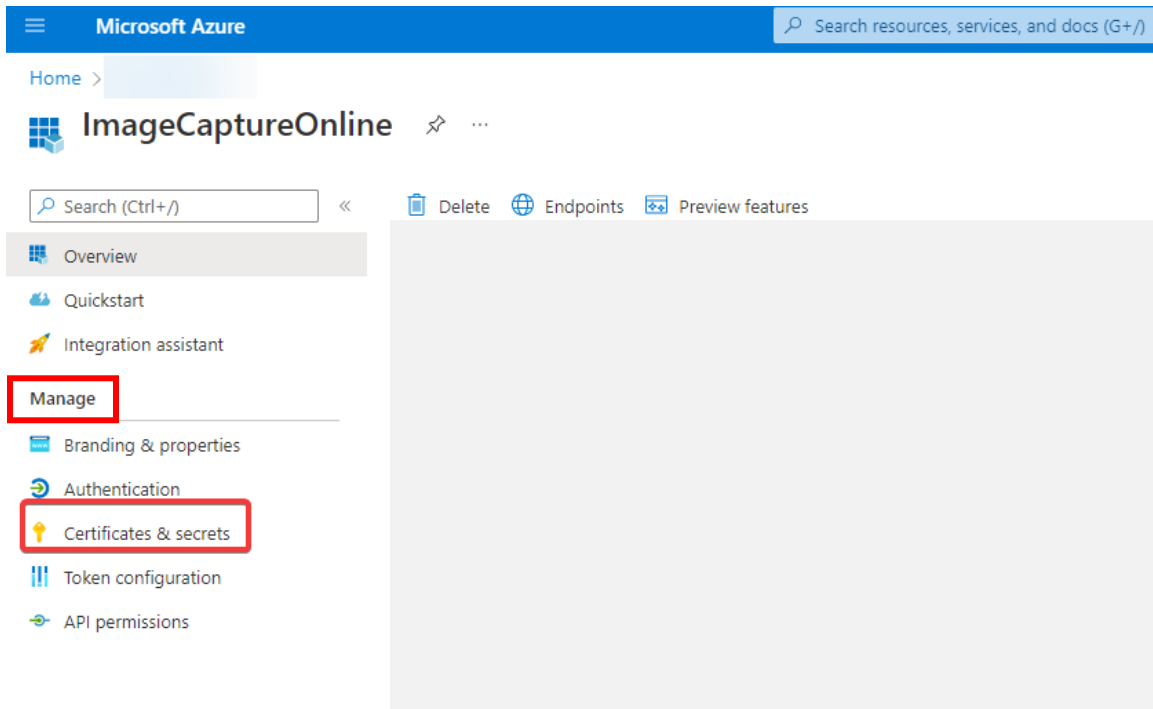 Microsoft Azure
Search resources, services, and docs (G+/)
Home >
ImageCaptureOnline ...
Search (Ctrl+/) «
Delete Endpoints Preview features
Overview
Quickstart
Integration assistant
Manage
Branding & properties
Authentication
Certificates & secrets
Token configuration
API permissions